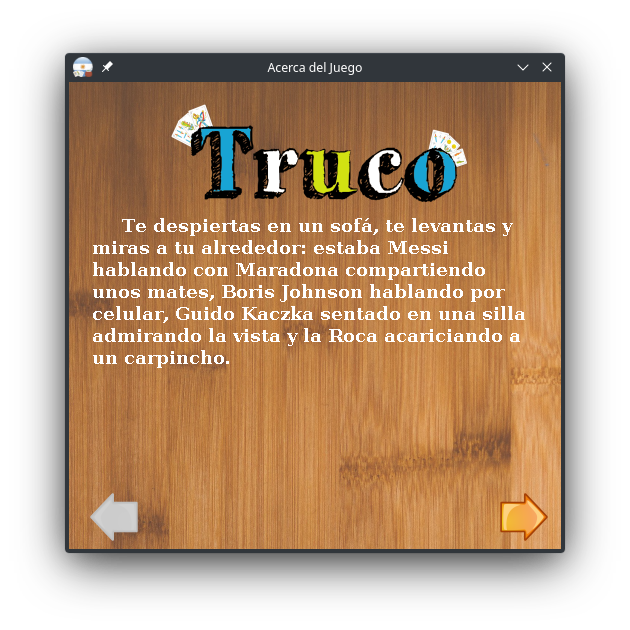 Acerca del Juego
Truco
Te despiertas en un sofá, te levantas y
miras a tu alrededor: estaba Messi
hablando con Maradona compartiendo
unos mates, Boris Johnson hablando por
celular, Guido Kaczka sentado en una silla
admirando la vista y la Roca acariciando a
un carpincho.